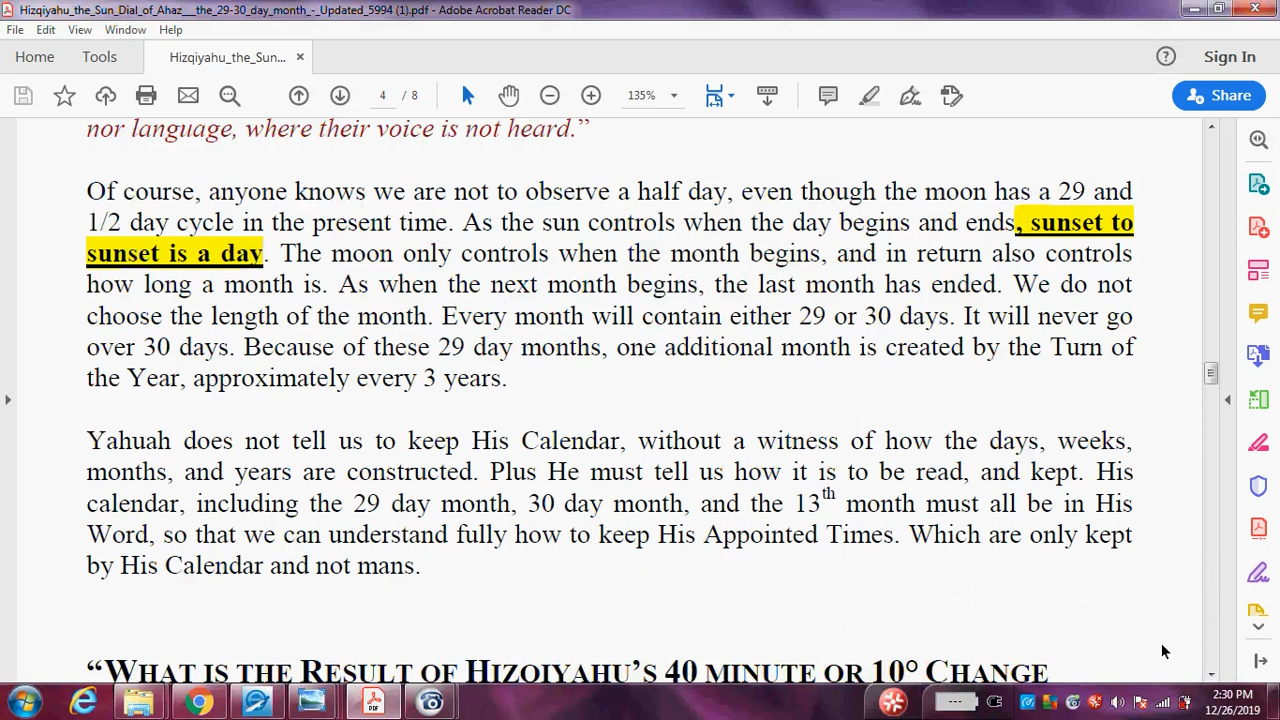 Hizqiyahu_the_Sun_Dial_of_Ahaz___the_29-30_day_month_-_Updated_5994 (1).pdf - Adobe Acrobat Reader DC
File Edit View Window Help
Home Tools Hizqiyahu_the_Sun... × Sign In
4 / 8 135% Share
nor language, where their voice is not heard.”
Of course, anyone knows we are not to observe a half day, even though the moon has a 29 and
1/2 day cycle in the present time. As the sun controls when the day begins and ends, sunset to
sunset is a day. The moon only controls when the month begins, and in return also controls
how long a month is. As when the next month begins, the last month has ended. We do not
choose the length of the month. Every month will contain either 29 or 30 days. It will never go
over 30 days. Because of these 29 day months, one additional month is created by the Turn of
the Year, approximately every 3 years.
Yahuah does not tell us to keep His Calendar, without a witness of how the days, weeks,
months, and years are constructed. Plus He must tell us how it is to be read, and kept. His
calendar, including the 29 day month, 30 day month, and the 13th month must all be in His
Word, so that we can understand fully how to keep His Appointed Times. Which are only kept
by His Calendar and not mans.
“WHAT IS THE RESULT OF HIZQIYAHU’S 40 MINUTE OR 10° CHANGE
2:30 PM
12/26/2019